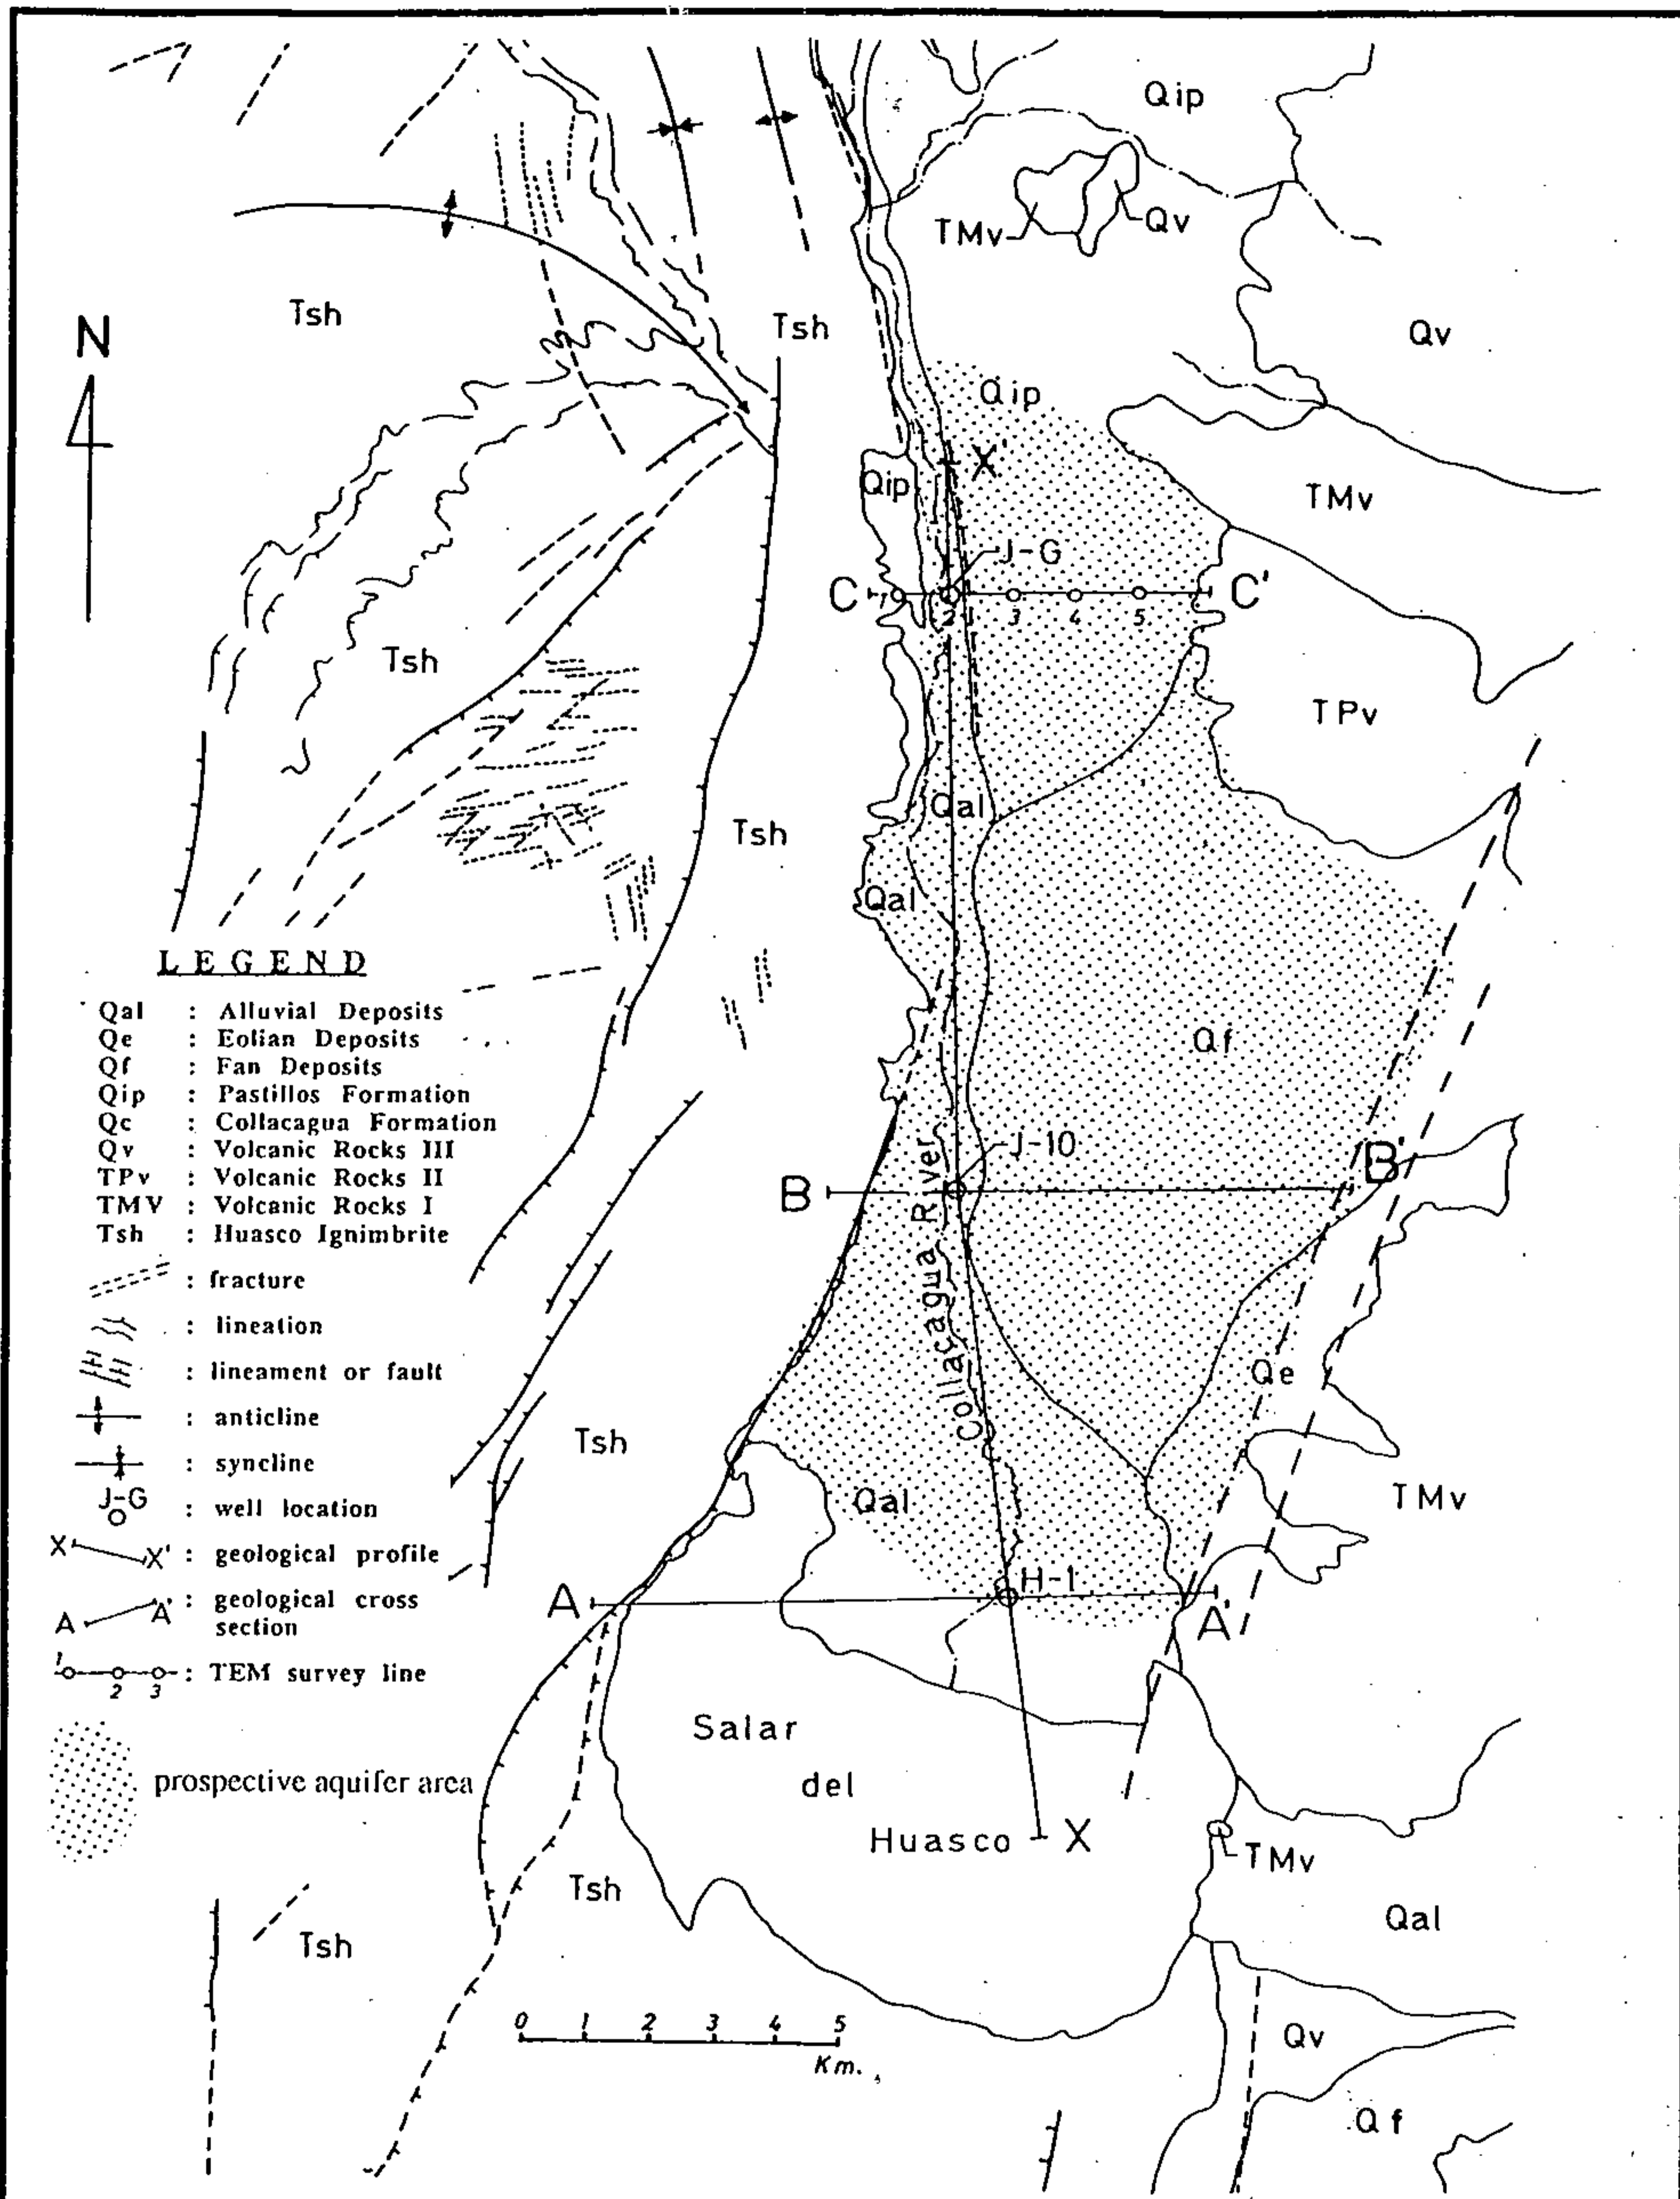 Qip
TMv
Qv
N
Tsh
Tsh
Qv
Qip
X'
Qip
TMv
J-G
C
1
2
3
4
5
C'
Tsh
TPv
Qal
Tsh
Qal
LEGEND
Qal : Alluvial Deposits
Qe : Eolian Deposits
Qf : Fan Deposits
Qip : Pastillos Formation
Qc : Collacagua Formation
Qv : Volcanic Rocks III
TPv : Volcanic Rocks II
TMV : Volcanic Rocks I
Tsh : Huasco Ignimbrite
: fracture
: lineation
: lineament or fault
: anticline
: syncline
J-G : well location
X X' : geological profile
A A' : geological cross
section
1 2 3 : TEM survey line
prospective aquifer area
Qf
J-10
B
B'
Collacagua River
Qe
Tsh
Qal
TMv
H-1
A
A'
Salar
del
Huasco
X
TMv
Tsh
Qal
Tsh
0 1 2 3 4 5
Km.
Qv
Qf